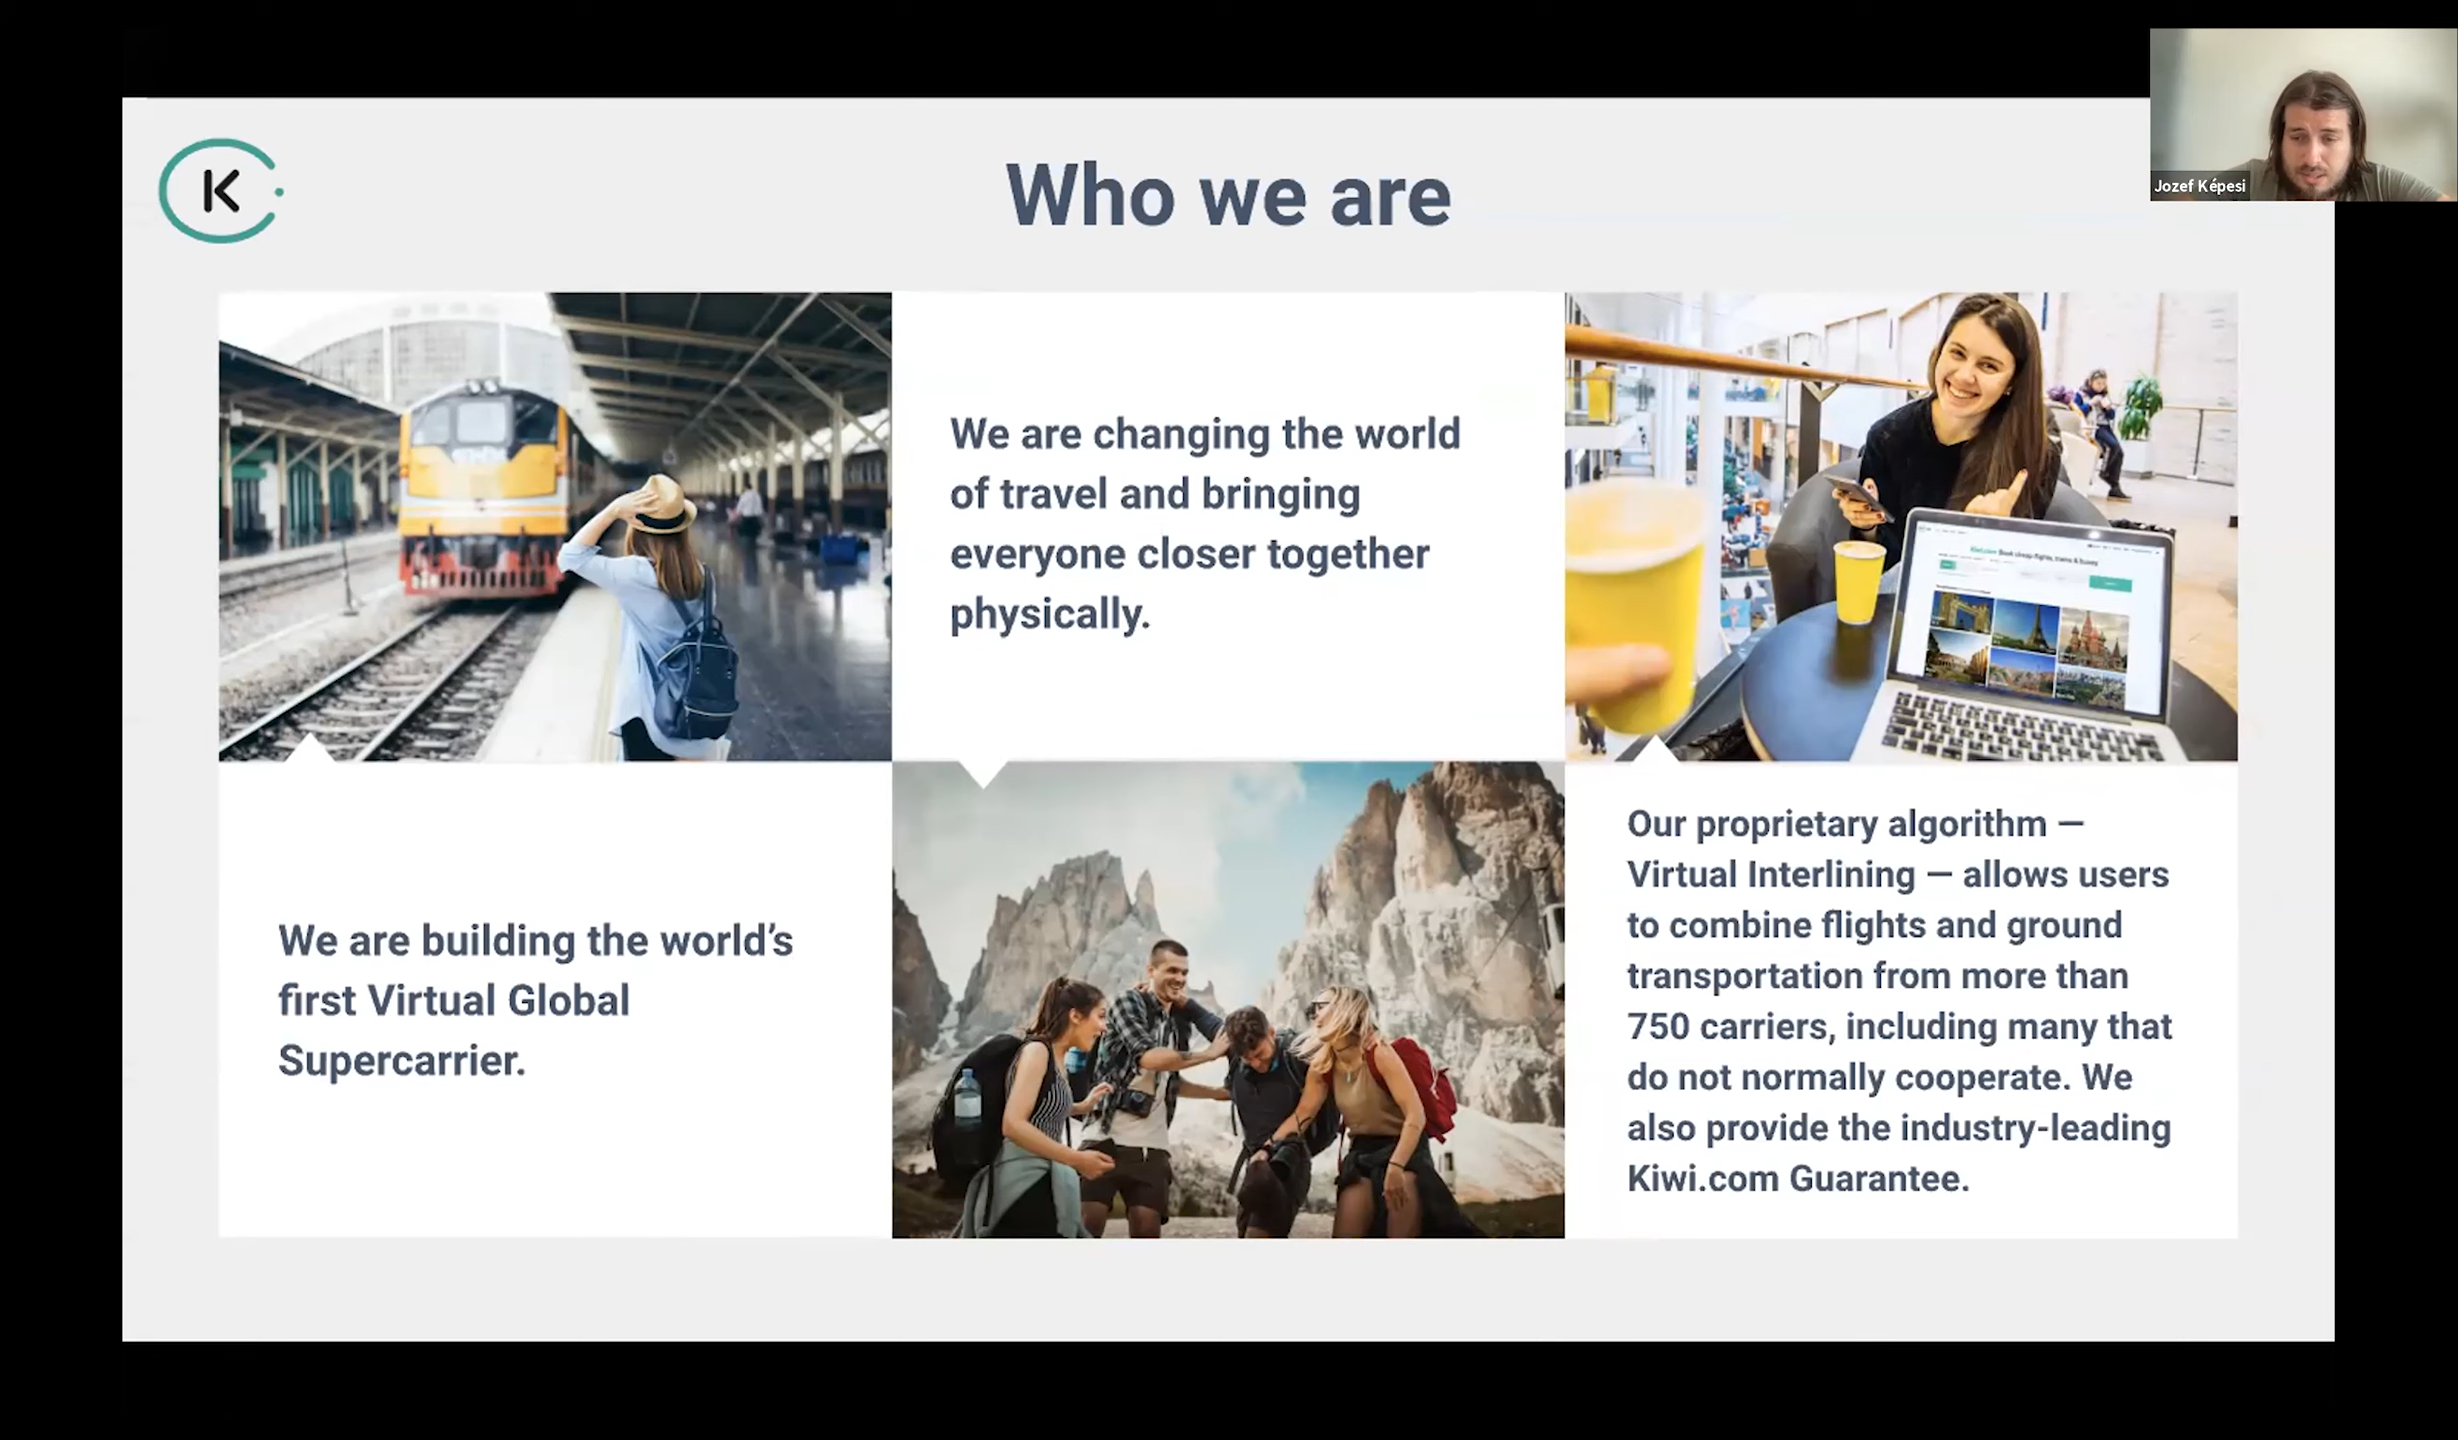 Jozef Képesi
K
Who we are
We are changing the world
of travel and bringing
everyone closer together
physically.
We are building the world’s
first Virtual Global
Supercarrier.
Our proprietary algorithm —
Virtual Interlining — allows users
to combine flights and ground
transportation from more than
750 carriers, including many that
do not normally cooperate. We
also provide the industry-leading
Kiwi.com Guarantee.